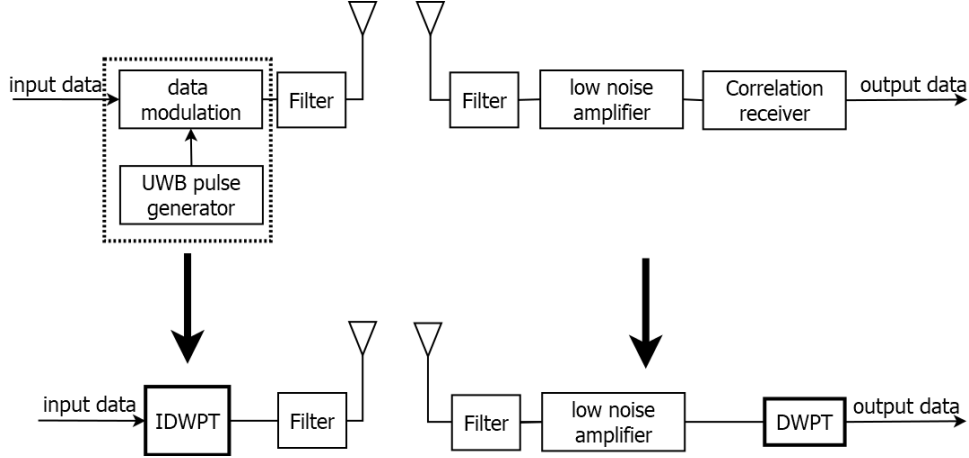 input data
data
modulation
Filter
Filter
low noise
amplifier
Correlation
receiver
output data
UWB pulse
generator
input data
IDWPT
Filter
Filter
low noise
amplifier
DWPT
output data